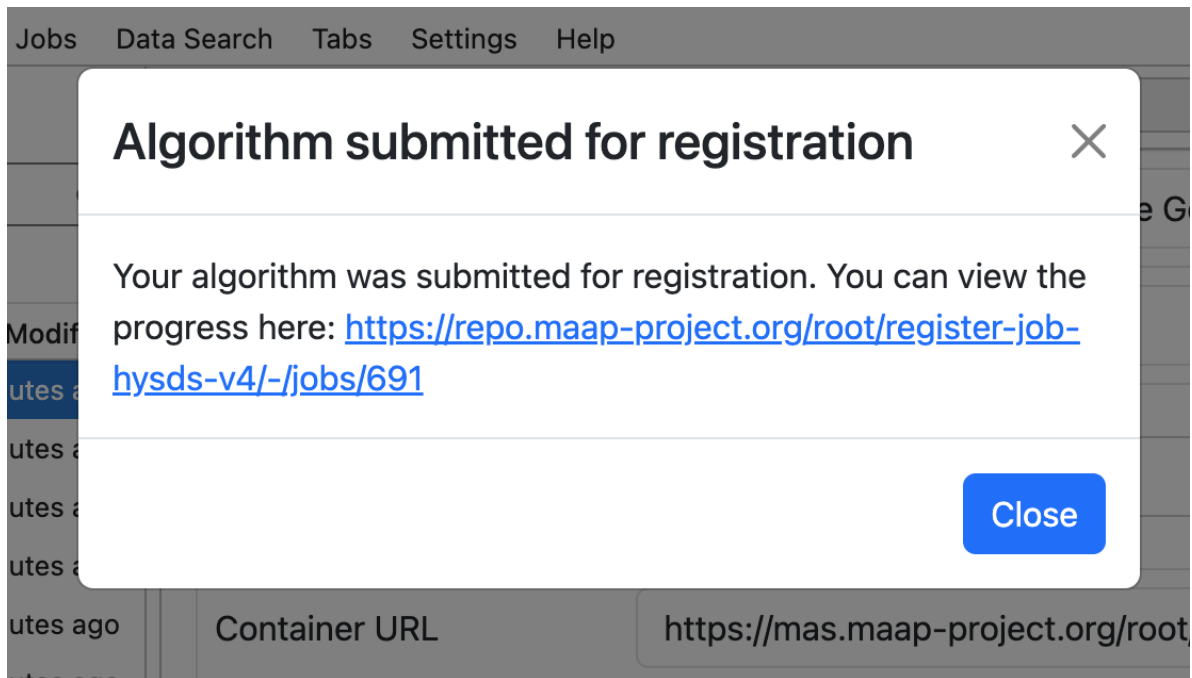 Jobs Data Search Tabs Settings Help
Algorithm submitted for registration
Your algorithm was submitted for registration. You can view the
progress here: https://repo.maap-project.org/root/register-job-
hysds-v4/-/jobs/691
Close
utes ago
Container URL
https://mas.maap-project.org/root/